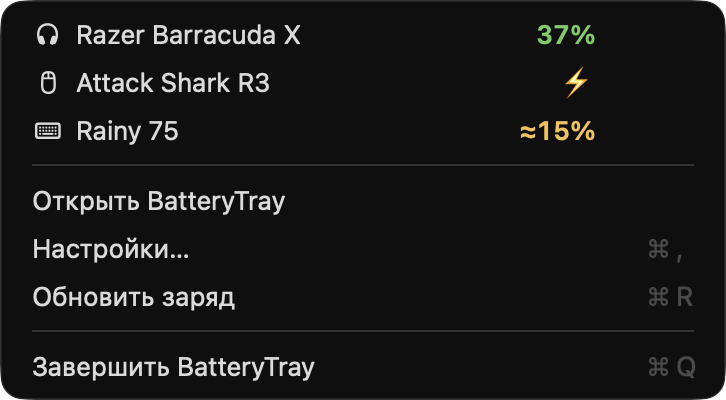 Razer Barracuda X 37%
Attack Shark R3 ⚡
Rainy 75 ≈15%
Открыть BatteryTray
Настройки... ⌘ ,
Обновить заряд ⌘ R
Завершить BatteryTray ⌘ Q